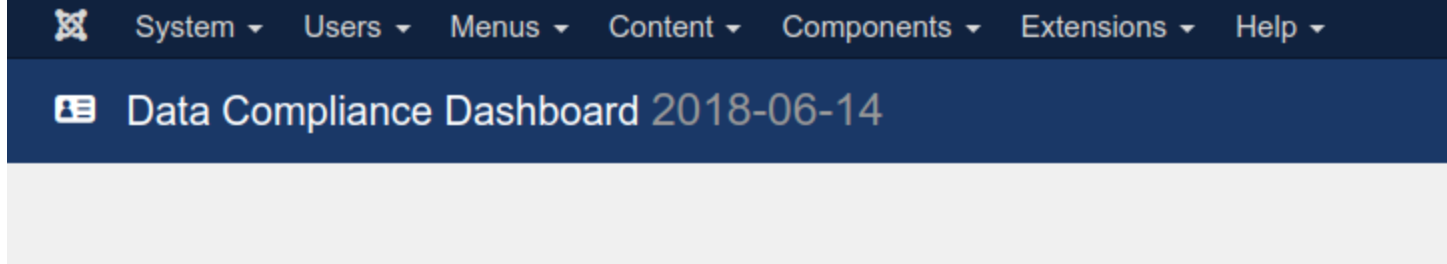 System Users Menus Content Components Extensions Help
Data Compliance Dashboard 2018-06-14